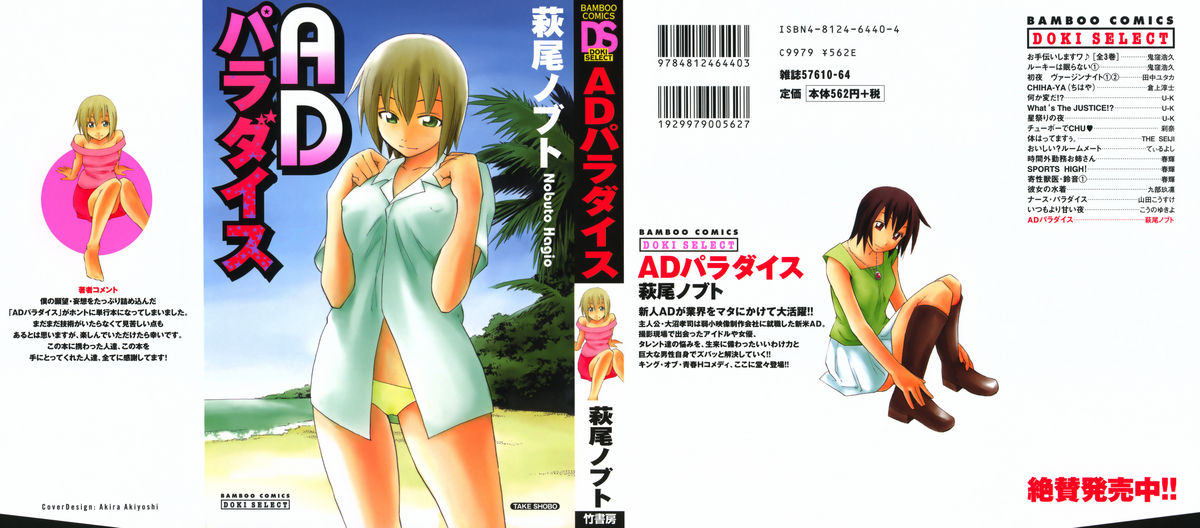 著者コメント
僕の願望・妄想をたっぷり詰め込んだ
「ADパラダイス」がホントに単行本になってしまいました。
まだまだ技術がいたらなくて見苦しい点も
あるとは思いますが、楽しんでいただけたら幸いです。
この本に携わった人達、この本を
手にとってくれた人達、全てに感謝してます!
CoverDesign: Akira Akiyoshi
ADパラダイス
萩尾ノブト
Nobuto Hagio
BAMBOO COMICS
DOKI SELECT
TAKE SHOBO
BAMBOO
COMICS
DS
DOKI
SELECT
ADパラダイス
萩尾ノブト
竹書房
9784812464403
1929979005627
ISBN4-8124-6440-4
C9979 ¥562E
雑誌57610-64
定価 本体562円+税
BAMBOO COMICS
DOKI SELECT
ADパラダイス
萩尾ノブト
新人ADが業界をマタにかけて大活躍!!
主人公・大沼孝司は弱小映像制作会社に就職した新米AD。
撮影現場で出会ったアイドルや女優、
タレント達の悩みを、生来に備わったいいわけ力と
巨大な男性自身でズバッと解決していく!!
キング・オブ・青春Hコメディ、ここに堂々登場!!
BAMBOO COMICS
DOKI SELECT
お手伝いしますワ♪[全3巻] 鬼窪浩久
ルーキーは眠らない① 鬼窪浩久
初夜 ヴァージンナイト①② 田中ユタカ
CHIHA-YA(ちはや) 倉上淳士
何か変だ!? U-K
What's The JUSTICE!? U-K
星祭りの夜 U-K
チューボーでCHU♥ 刹奈
体はってますぅ。 THE SEIJI
おいしい?ルームメート てぃるよし
時間外勤務お姉さん 春輝
SPORTS HIGH! 春輝
寄性獣医・鈴音① 春輝
彼女の水着 九部玖凛
ナース・パラダイス 山田こうすけ
いつもより甘い夜 こうのゆきよ
ADパラダイス 萩尾ノブト
絶賛発売中!!